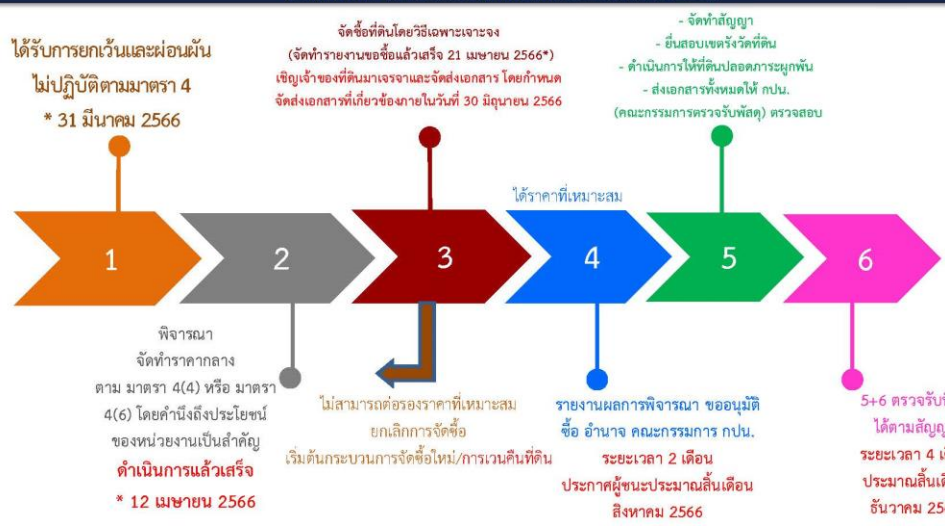 ได้รับการยกเว้นและผ่อนผัน
ไม่ปฏิบัติตามมาตรา 4
* 31 มีนาคม 2566
จัดซื้อที่ดินโดยวิธีเฉพาะเจาะจง
(จัดทำรายงานขอซื้อแล้วเสร็จ 21 เมษายน 2566*)
เชิญเจ้าของที่ดินมาเจรจาและจัดส่งเอกสาร โดยกำหนด
จัดส่งเอกสารที่เกี่ยวข้องภายในวันที่ 30 มิถุนายน 2566
- จัดทำสัญญา
- ยื่นสอบเขตรังวัดที่ดิน
- ดำเนินการให้ที่ดินปลอดภาระผูกพัน
- ส่งเอกสารทั้งหมดให้ กปน.
(คณะกรรมการตรวจรับพัสดุ) ตรวจสอบ
ได้ราคาที่เหมาะสม
1
2
3
4
5
6
พิจารณา
จัดทำราคากลาง
ตาม มาตรา 4(4) หรือ มาตรา
4(6) โดยคำนึงถึงประโยชน์
ของหน่วยงานเป็นสำคัญ
ดำเนินการแล้วเสร็จ
* 12 เมษายน 2566
ไม่สามารถต่อรองราคาที่เหมาะสม
ยกเลิกการจัดซื้อ
เริ่มต้นกระบวนการจัดซื้อใหม่/การเวนคืนที่ดิน
รายงานผลการพิจารณา ขออนุมัติ
ซื้อ อำนาจ คณะกรรมการ กปน.
ระยะเวลา 2 เดือน
ประกาศผู้ชนะประมาณสิ้นเดือน
สิงหาคม 2566
5+6 ตรวจรับ
ได้ตามสัญ
ระยะเวลา 4
ประมาณสิ้น
ธันวาคม